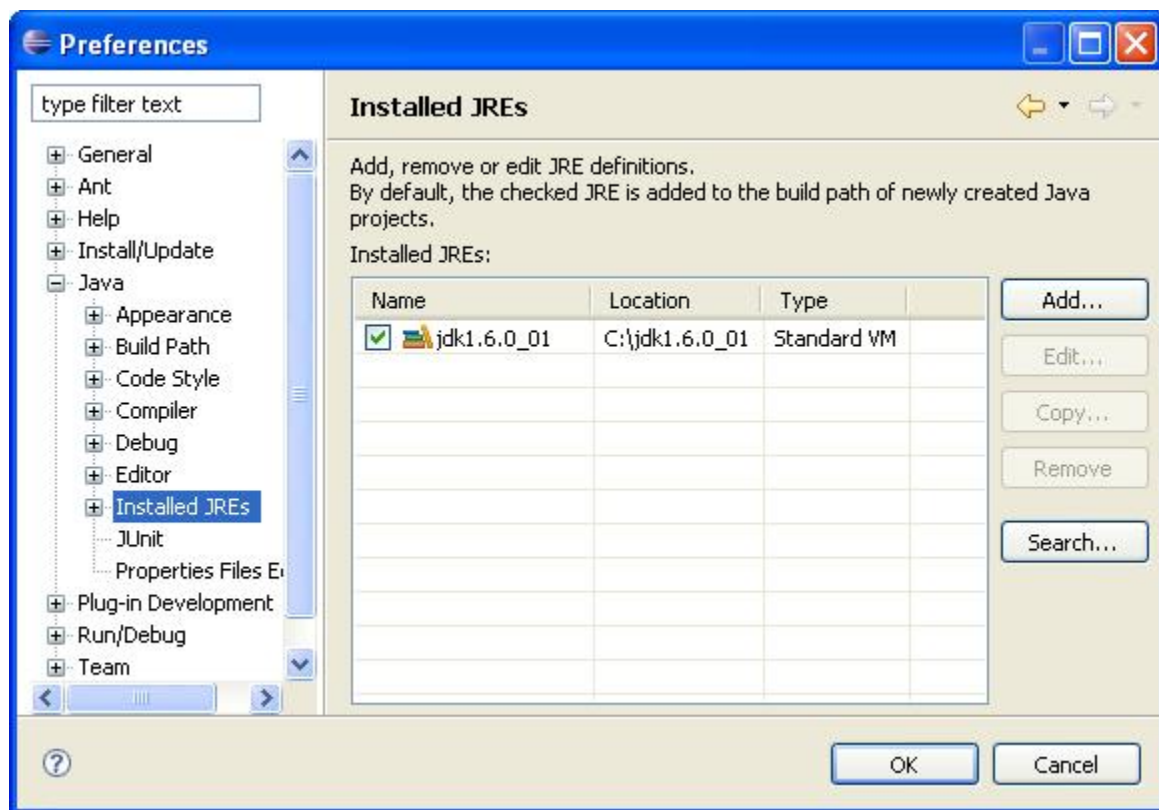 Preferences
type filter text
Installed JREs
General
Ant
Help
Install/Update
Java
Appearance
Build Path
Code Style
Compiler
Debug
Editor
Installed JREs
JUnit
Properties Files E
Plug-in Development
Run/Debug
Team
Add, remove or edit JRE definitions.
By default, the checked JRE is added to the build path of newly created Java
projects.
Installed JREs:
Name Location Type
jdk1.6.0_01 C:\jdk1.6.0_01 Standard VM
Add...
Edit...
Copy...
Remove
Search...
OK Cancel